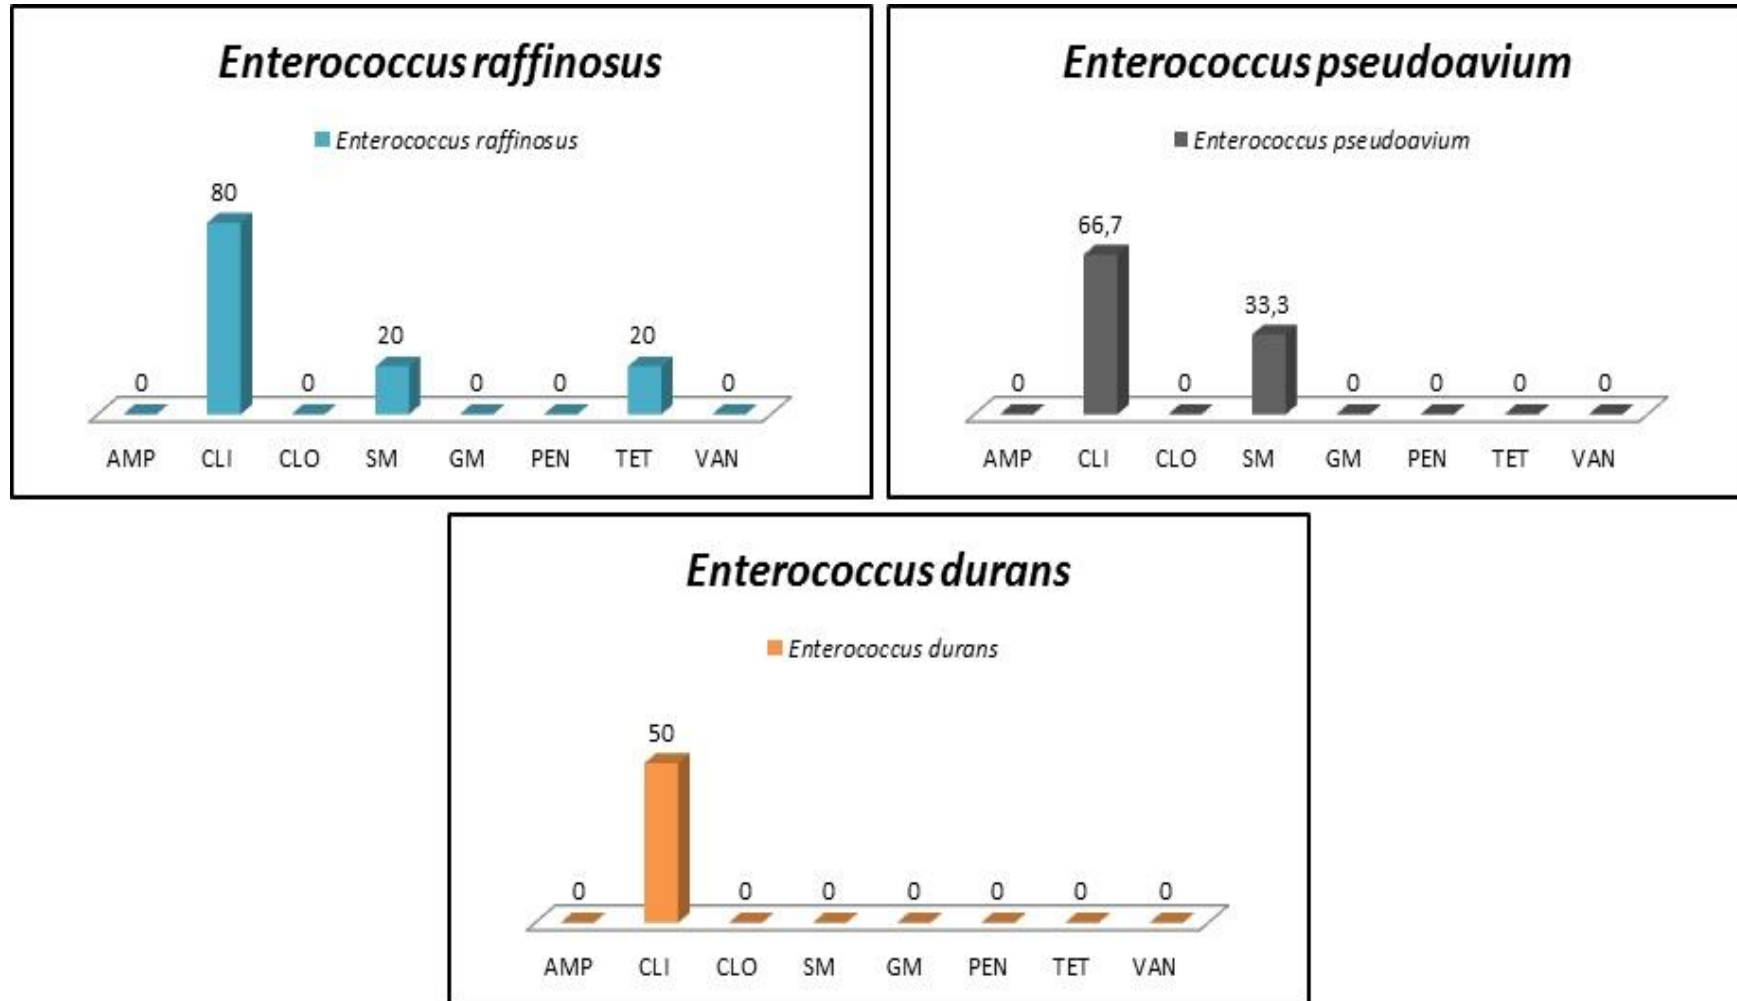 Enterococcus raffinosus
Enterococcus raffinosus
80
20
20
0
0
0
0
0
AMP CLI CLO SM GM PEN TET VAN
Enterococcus pseudoavium
Enterococcus pseudoavium
66,7
33,3
0
0
0
0
0
0
AMP CLI CLO SM GM PEN TET VAN
Enterococcus durans
Enterococcus durans
50
0
0
0
0
0
0
0
AMP CLI CLO SM GM PEN TET VAN